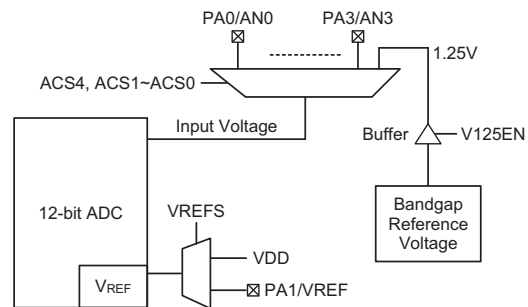 PA0/AN0
PA3/AN3
1.25V
ACS4, ACS1~ACS0
Input Voltage
Buffer
V125EN
12-bit ADC
VREFS
Bandgap
Reference
Voltage
VDD
VREF
PA1/VREF